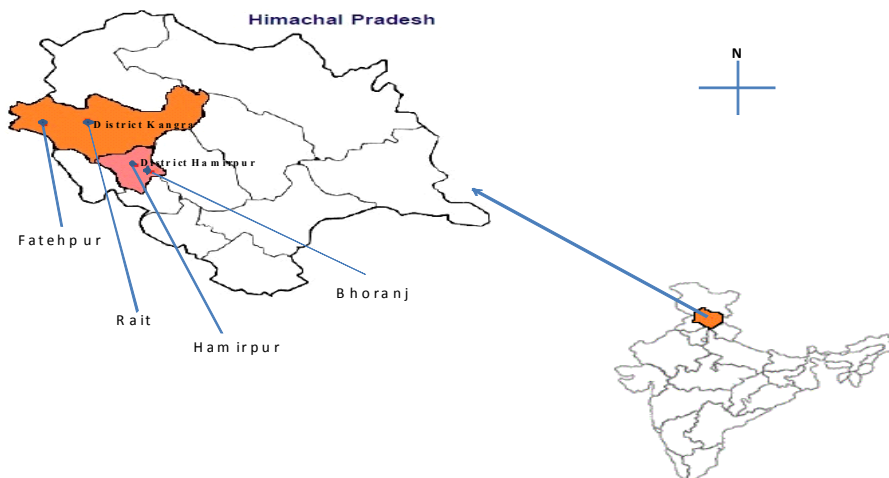 Himachal Pradesh
N
District Kangra
District Hamirpur
Fatehpur
Bhoranj
Rait
Hamirpur